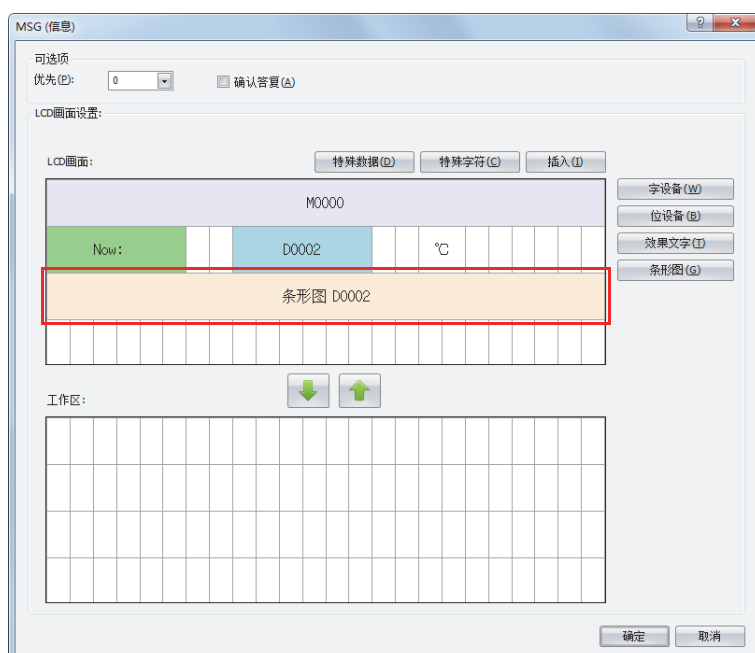 MSG (信息)
可选项
优先(P): 0 确认答复(A)
LCD画面设置:
LCD画面: 特殊数据(D) 特殊字符(C) 插入(I)
M0000 字设备(W)
位设备(B)
Now: D0002 ℃ 效果文字(T)
条形图(G)
条形图 D0002
工作区:
确定 取消